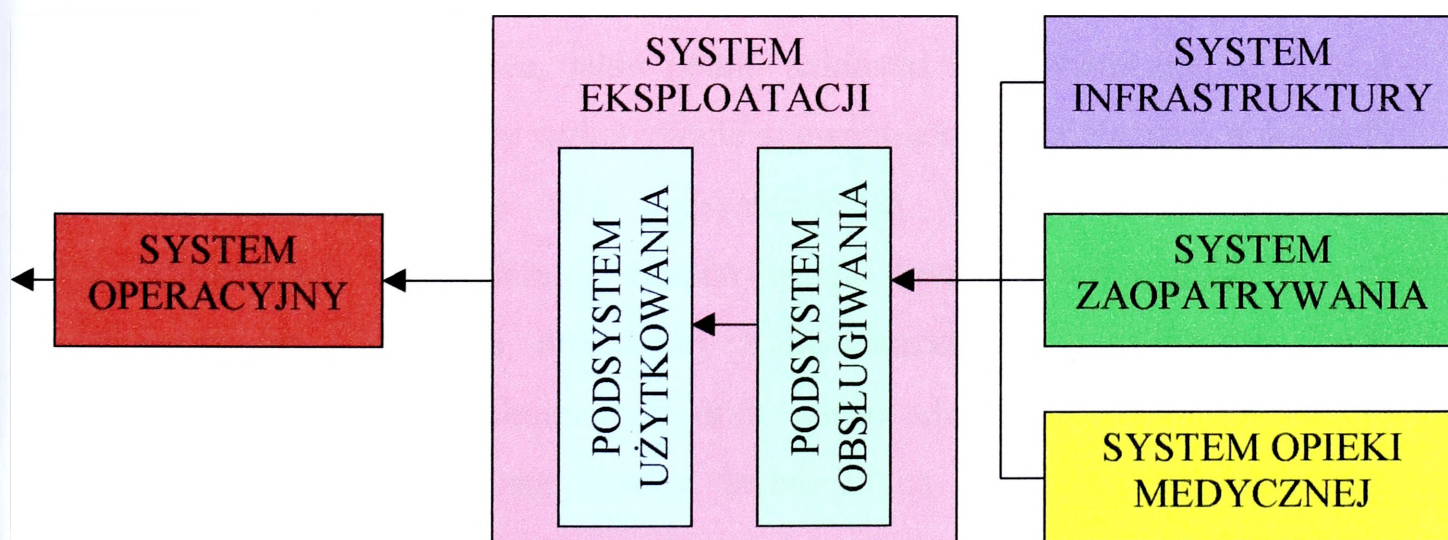 SYSTEM
EKSPLOATACJI
SYSTEM
INFRASTRUKTURY
SYSTEM
OPERACYJNY
PODSYSTEM
UŻYTKOWANIA
PODSYSTEM
OBSŁUGIWANIA
SYSTEM
ZAOPATRYWANIA
SYSTEM OPIEKI
MEDYCZNEJ